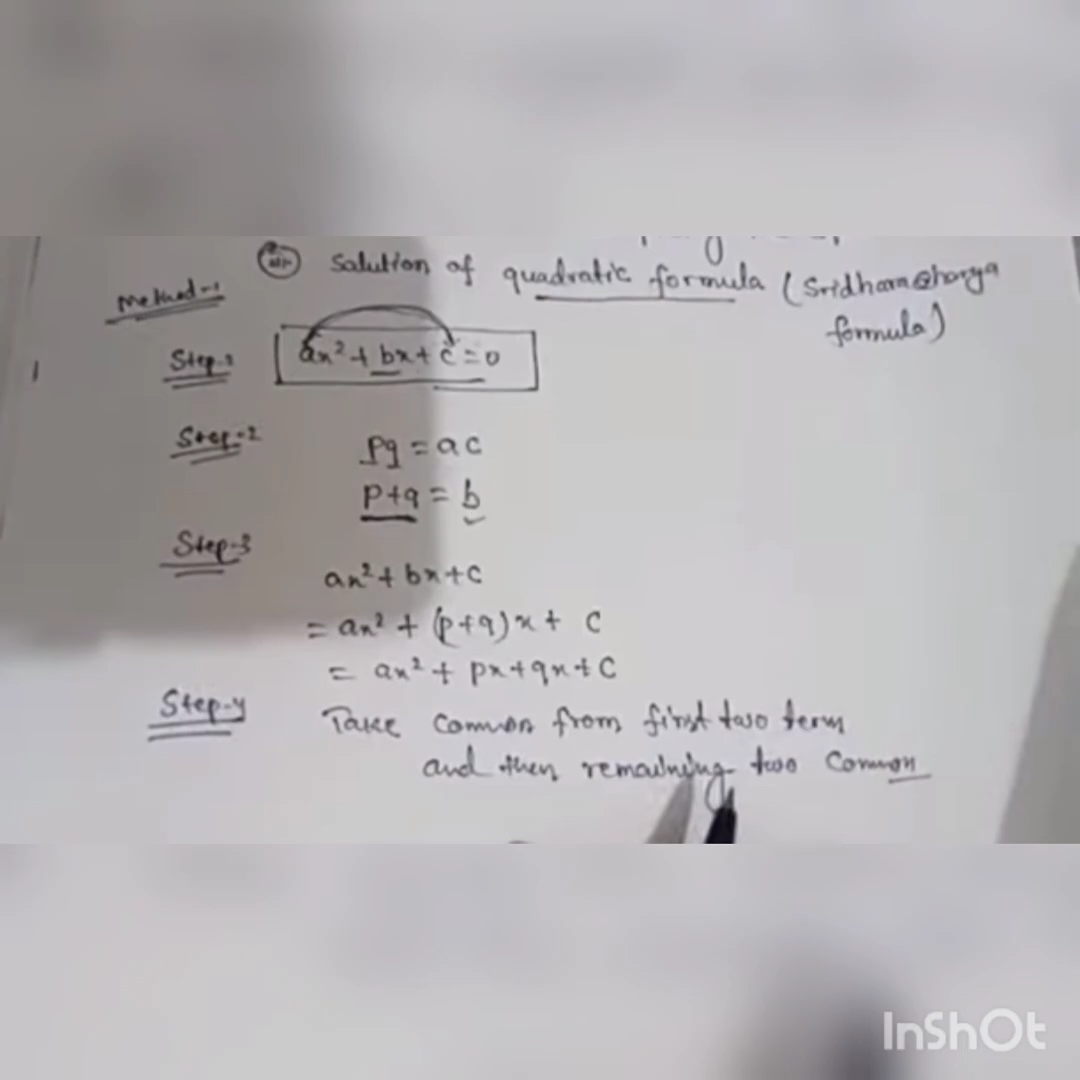 Solution of quadratic formula (Sridharacharya
formula)
Method-1
Step-1 ax² + bx + c = 0
Step-2 pq = ac
p+q = b
Step-3
ax² + bx + c
= ax² + (p+q)x + c
= ax² + px + qx + c
Step-4 Take common from first two term
and then remaining two common
InShOt